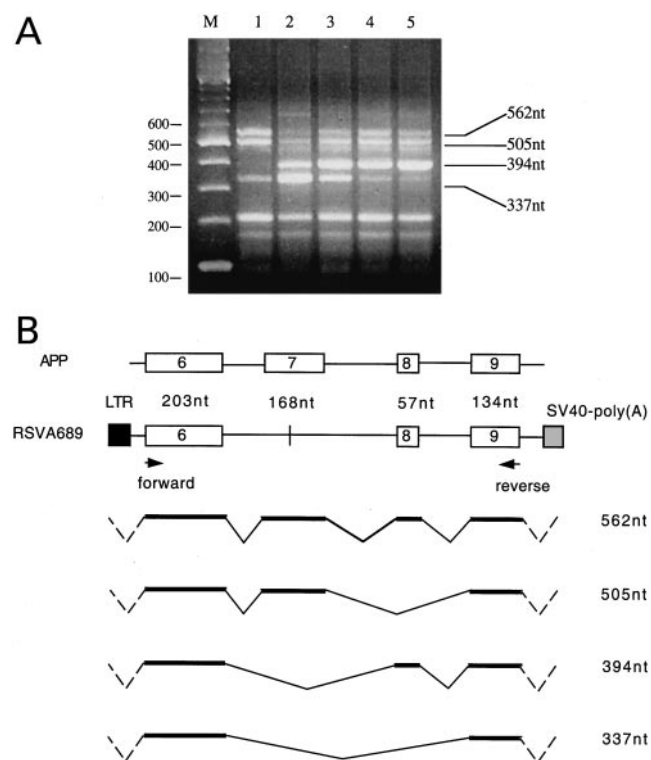 A
M 1 2 3 4 5
600
500
400
300
200
100
562nt
505nt
394nt
337nt
B
APP
6 7 8 9
LTR 203nt 168nt 57nt 134nt SV40-poly(A)
RSVA689
6 8 9
forward reverse
562nt
505nt
394nt
337nt